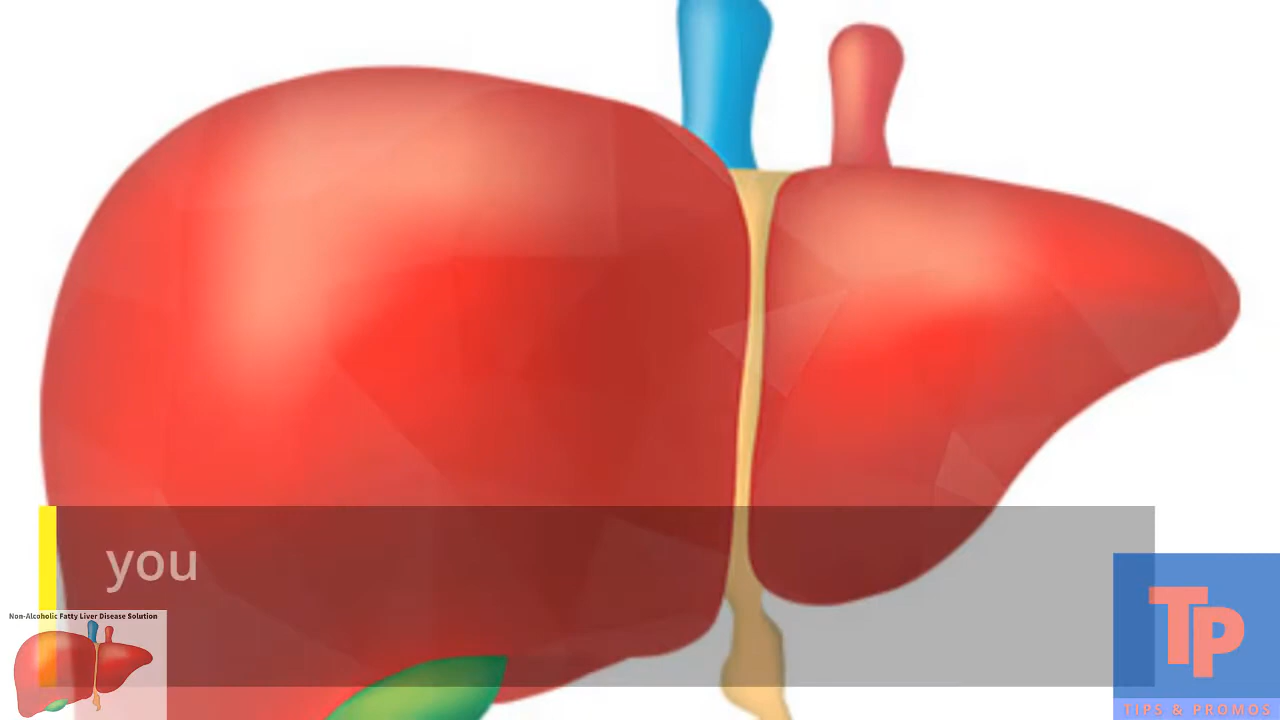 you
Non-Alcoholic Fatty Liver Disease Solution
TP
TIPS & PROMOS